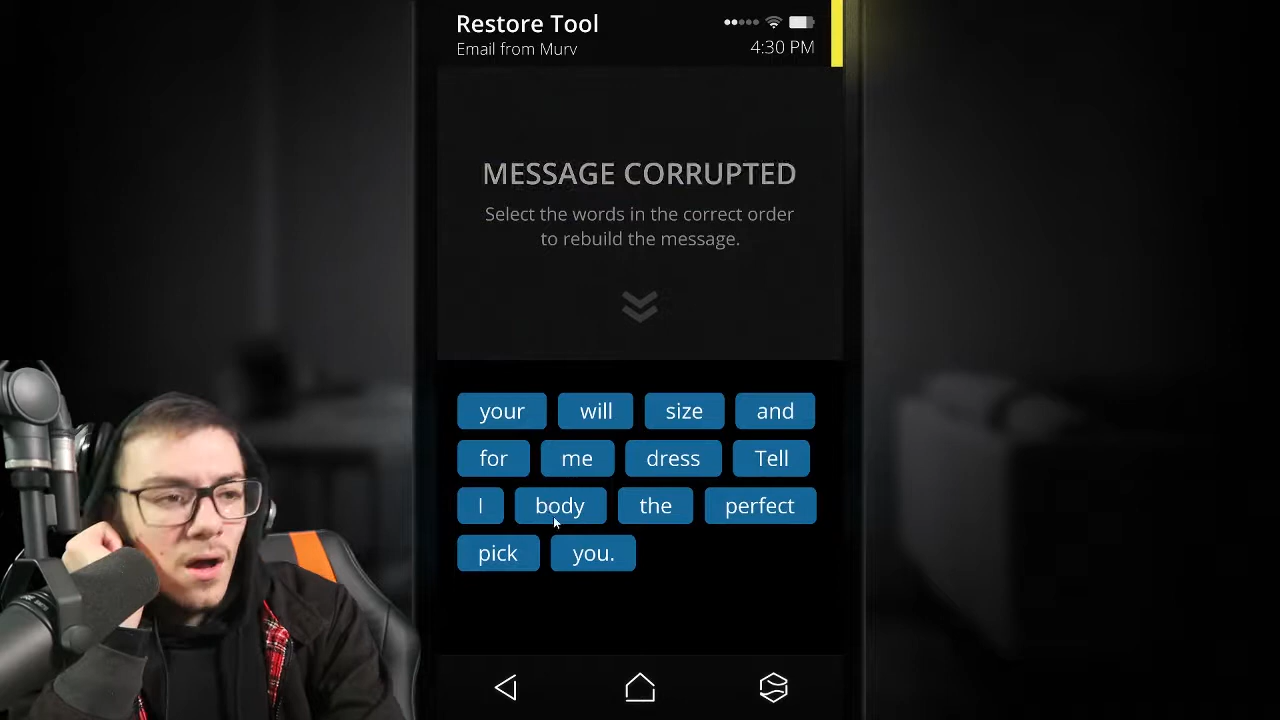 Restore Tool
Email from Murv
4:30 PM
MESSAGE CORRUPTED
Select the words in the correct order
to rebuild the message.
your will size and
for me dress Tell
I body the perfect
pick you.